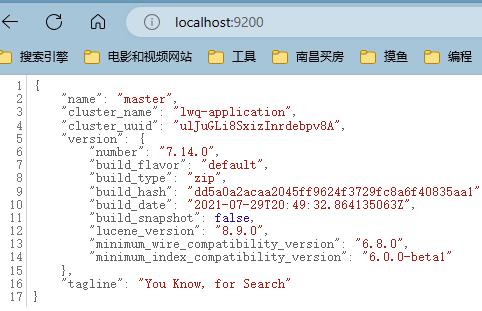 localhost:9200
搜索引擎 电影和视频网站 工具 南昌买房 摸鱼 编程
1 {
2 "name": "master",
3 "cluster_name": "lwq-application",
4 "cluster_uuid": "ulJuGLi8SxizInrdebpv8A",
5 "version": {
6 "number": "7.14.0",
7 "build_flavor": "default",
8 "build_type": "zip",
9 "build_hash": "dd5a0a2acaa2045ff9624f3729fc8a6f40835aa1"
10 "build_date": "2021-07-29T20:49:32.864135063Z",
11 "build_snapshot": false,
12 "lucene_version": "8.9.0",
13 "minimum_wire_compatibility_version": "6.8.0",
14 "minimum_index_compatibility_version": "6.0.0-beta1"
15 },
16 "tagline": "You Know, for Search"
17 }